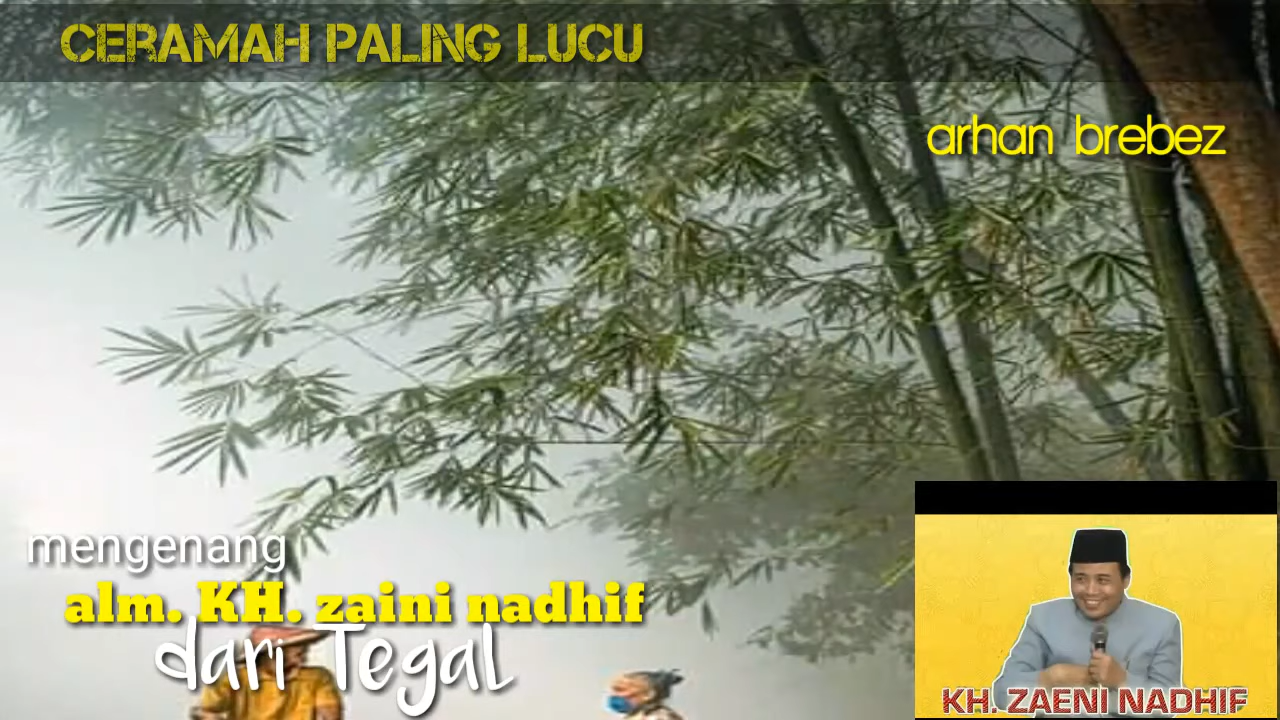 CERAMAH PALING LUCU
arhan brebez
mengenang
alm. KH. zaini nadhif
dari Tegal
KH. ZAENI NADHIF